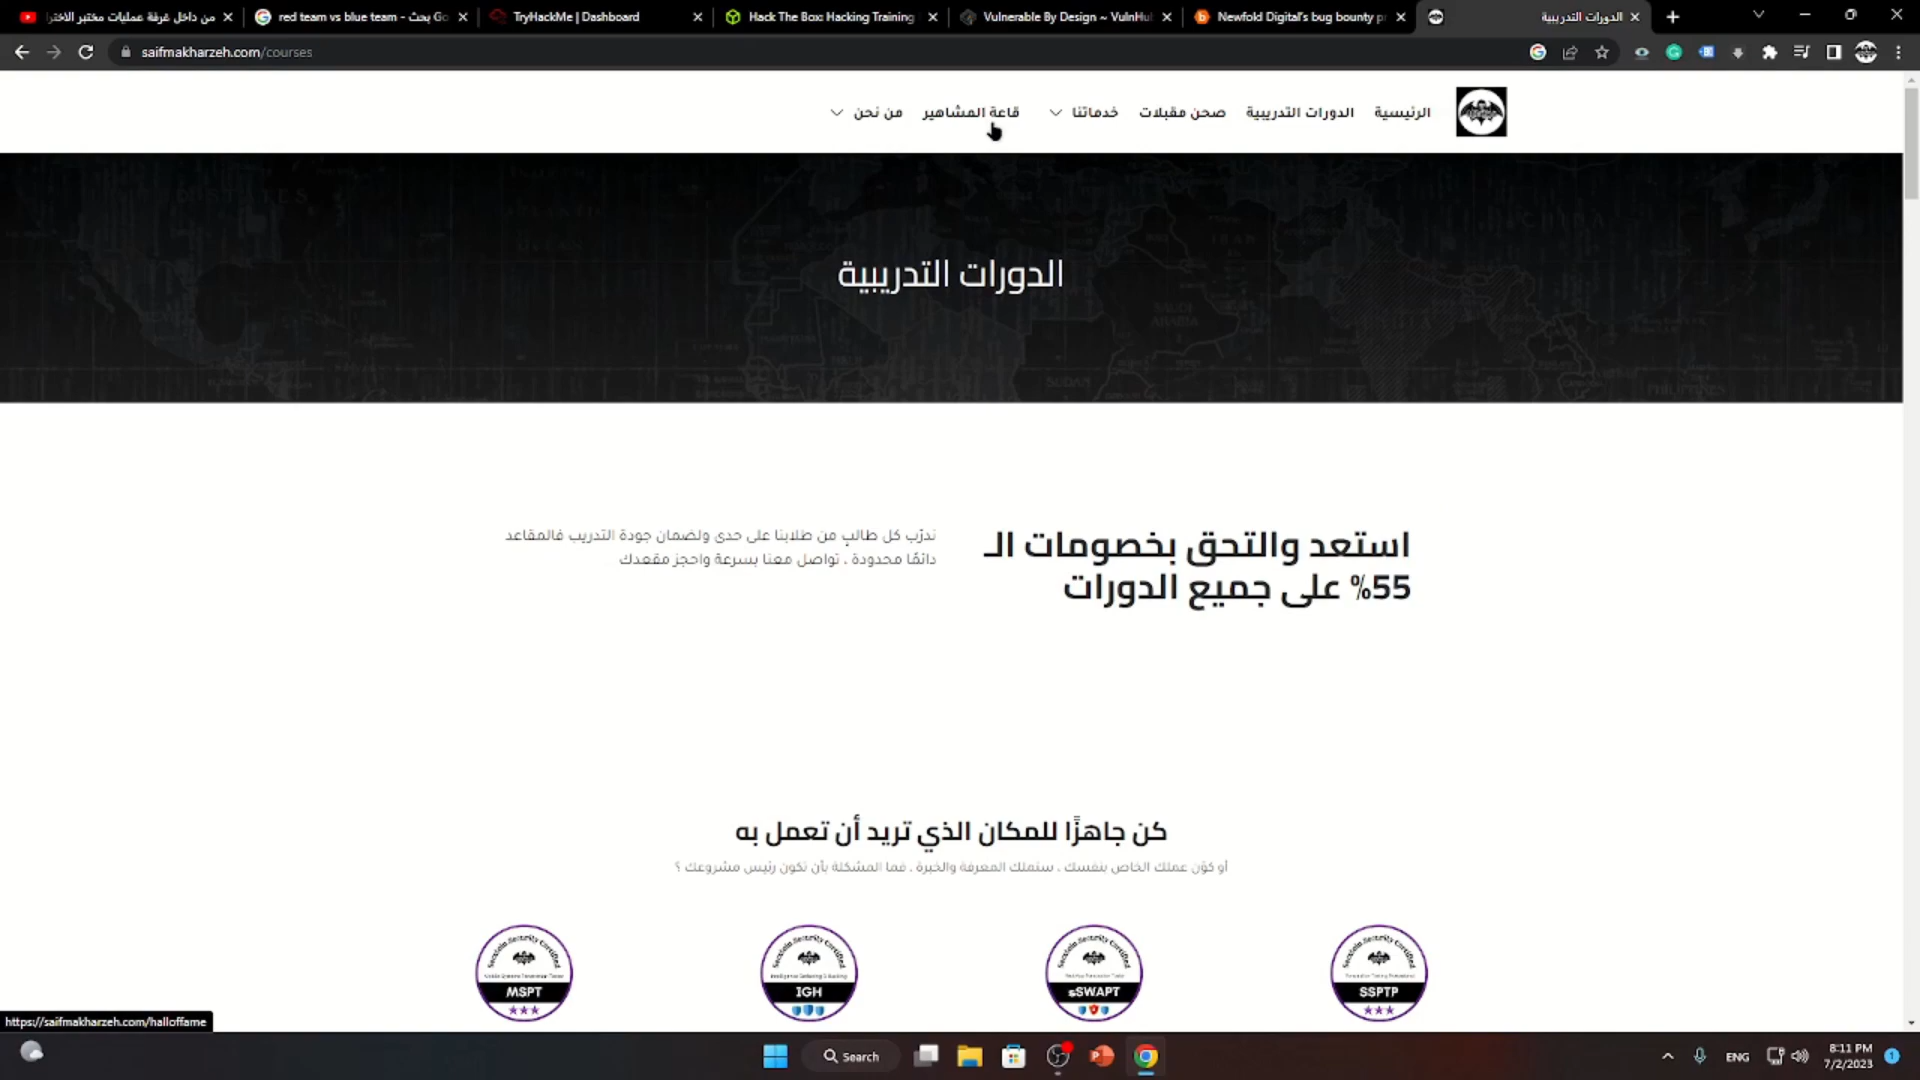 من داخل غرفة عمليات مختبر الاخترا
red team vs blue team - بحث Go
TryHackMe | Dashboard
Hack The Box: Hacking Training
Vulnerable By Design ~ VulnHu
Newfold Digital's bug bounty pr
الدورات التدريبية
saifmakharzeh.com/courses
الرئيسية
الدورات التدريبية
صحن مقبلات
خدماتنا
قاعة المشاهير
من نحن
الدورات التدريبية
استعد والتحق بخصومات الـ
55% على جميع الدورات
ندرّب كل طالبٍ من طلابنا على حدى ولضمان جودة التدريب فالمقاعد
دائمًا محدودة ، تواصل معنا بسرعة واحجز مقعدك
كن جاهزًا للمكان الذي تريد أن تعمل به
أو كوّن عملك الخاص بنفسك ، ستملك المعرفة والخبرة ، فما المشكلة بأن تكون رئيس مشروعك ؟
SSPTP
sSWAPT
IGH
MSPT
https://saifmakharzeh.com/halloffame
Search
ENG
8:11 PM
7/2/2023
1